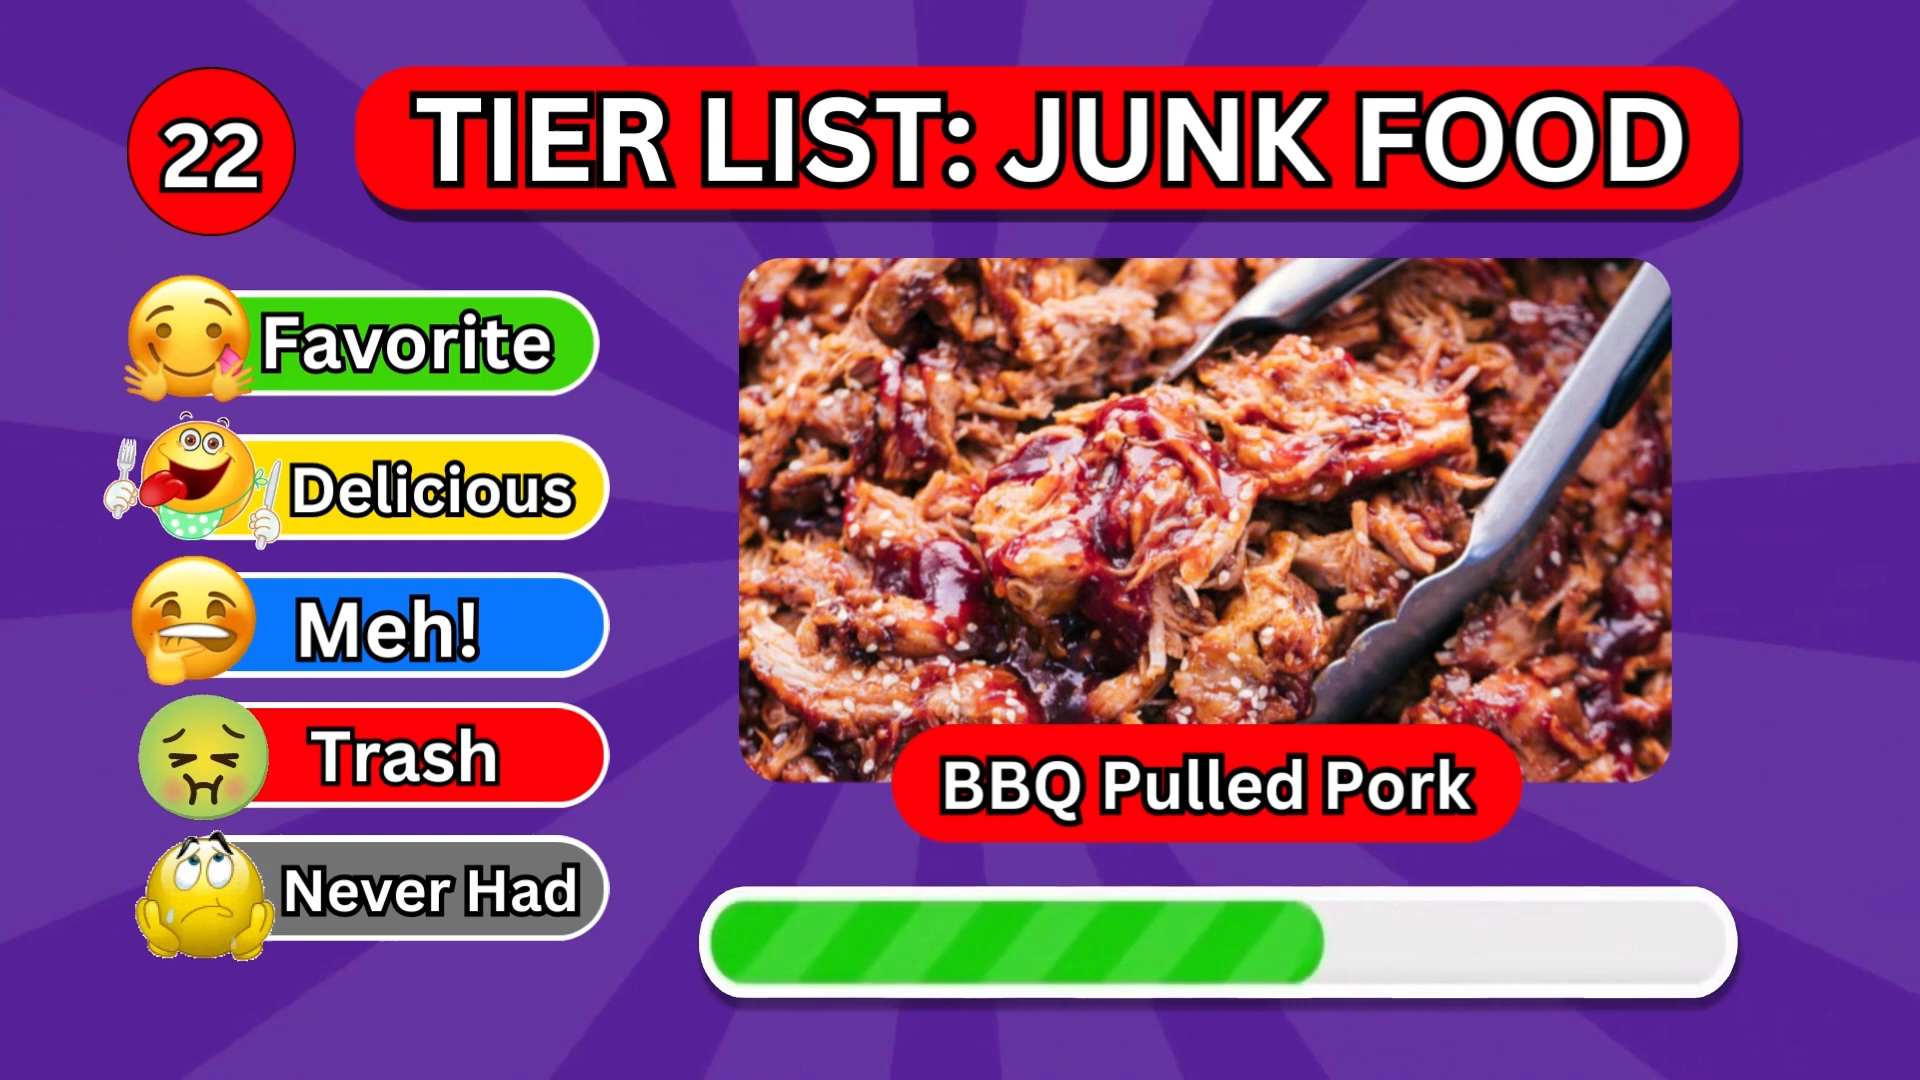 22
TIER LIST: JUNK FOOD
Favorite
Delicious
Meh!
Trash
Never Had
BBQ Pulled Pork